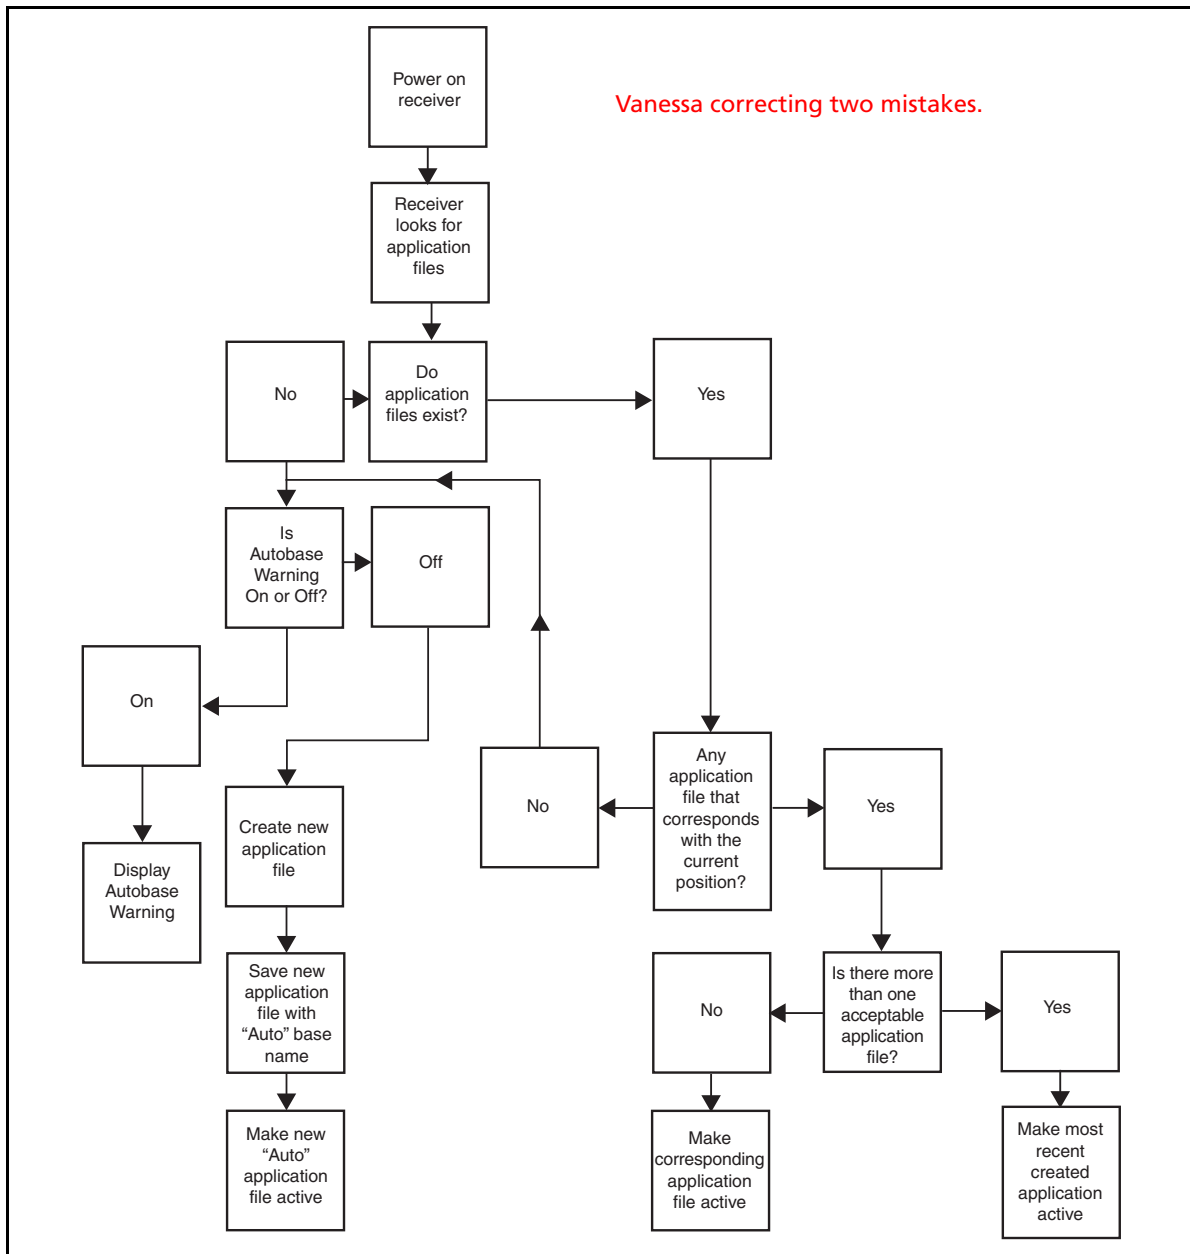 Power on
receiver
Vanessa correcting two mistakes.
Receiver
looks for
application
files
No
Do
application
files exist?
Yes
Is
Autobase
Warning
On or Off?
Off
On
Any
application
file that
corresponds
with the
current
position?
No
Yes
Create new
application
file
Display
Autobase
Warning
Save new
application
file with
“Auto” base
name
No
Is there more
than one
acceptable
application
file?
Yes
Make new
“Auto”
application
file active
Make
corresponding
application
file active
Make most
recent
created
application
active